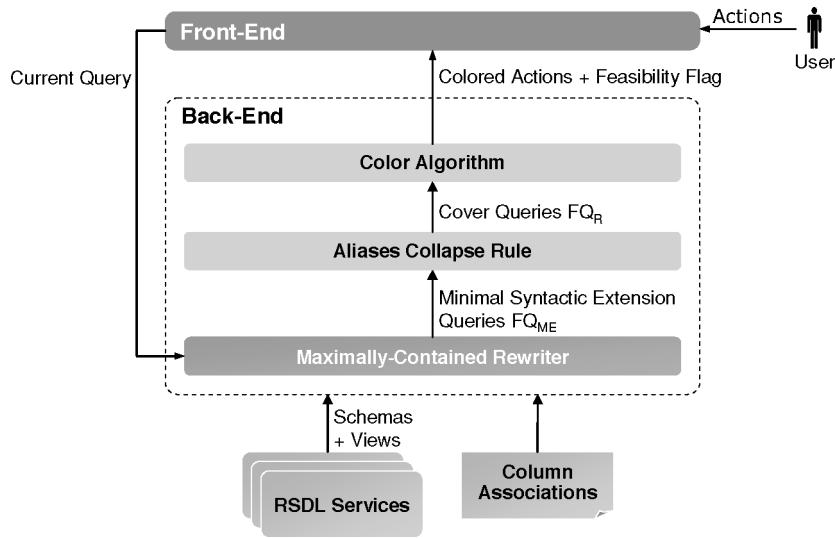 Front-End
Actions
User
Current Query
Colored Actions + Feasibility Flag
Back-End
Color Algorithm
Cover Queries FQR
Aliases Collapse Rule
Minimal Syntactic Extension
Queries FQME
Maximally-Contained Rewriter
Schemas
+ Views
RSDL Services
Column
Associations